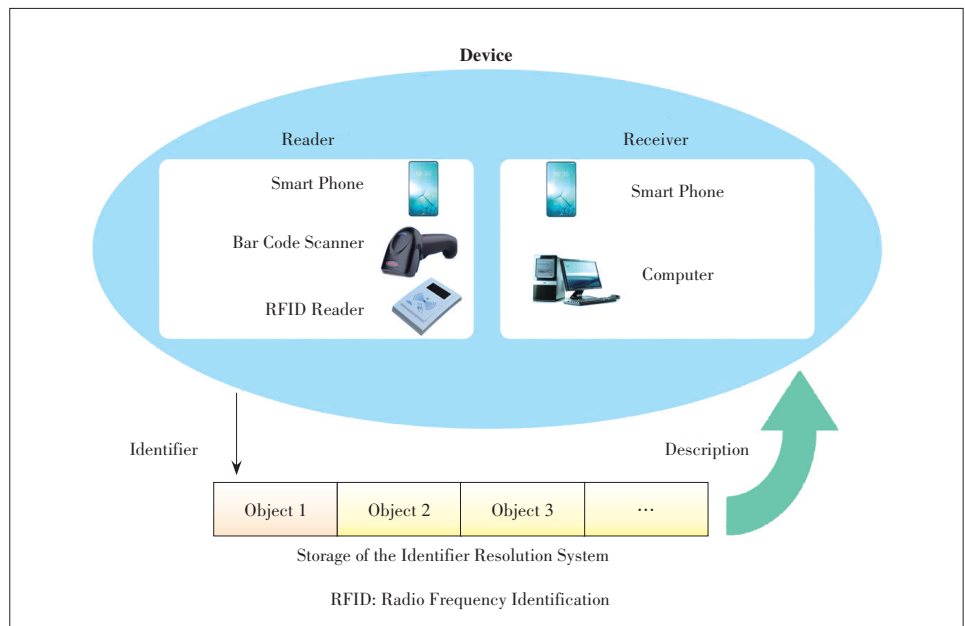 Device
Reader
Receiver
Smart Phone
Smart Phone
Bar Code Scanner
Computer
RFID Reader
Identifier
Description
Object 1
Object 2
Object 3
...
Storage of the Identifier Resolution System
RFID: Radio Frequency Identification